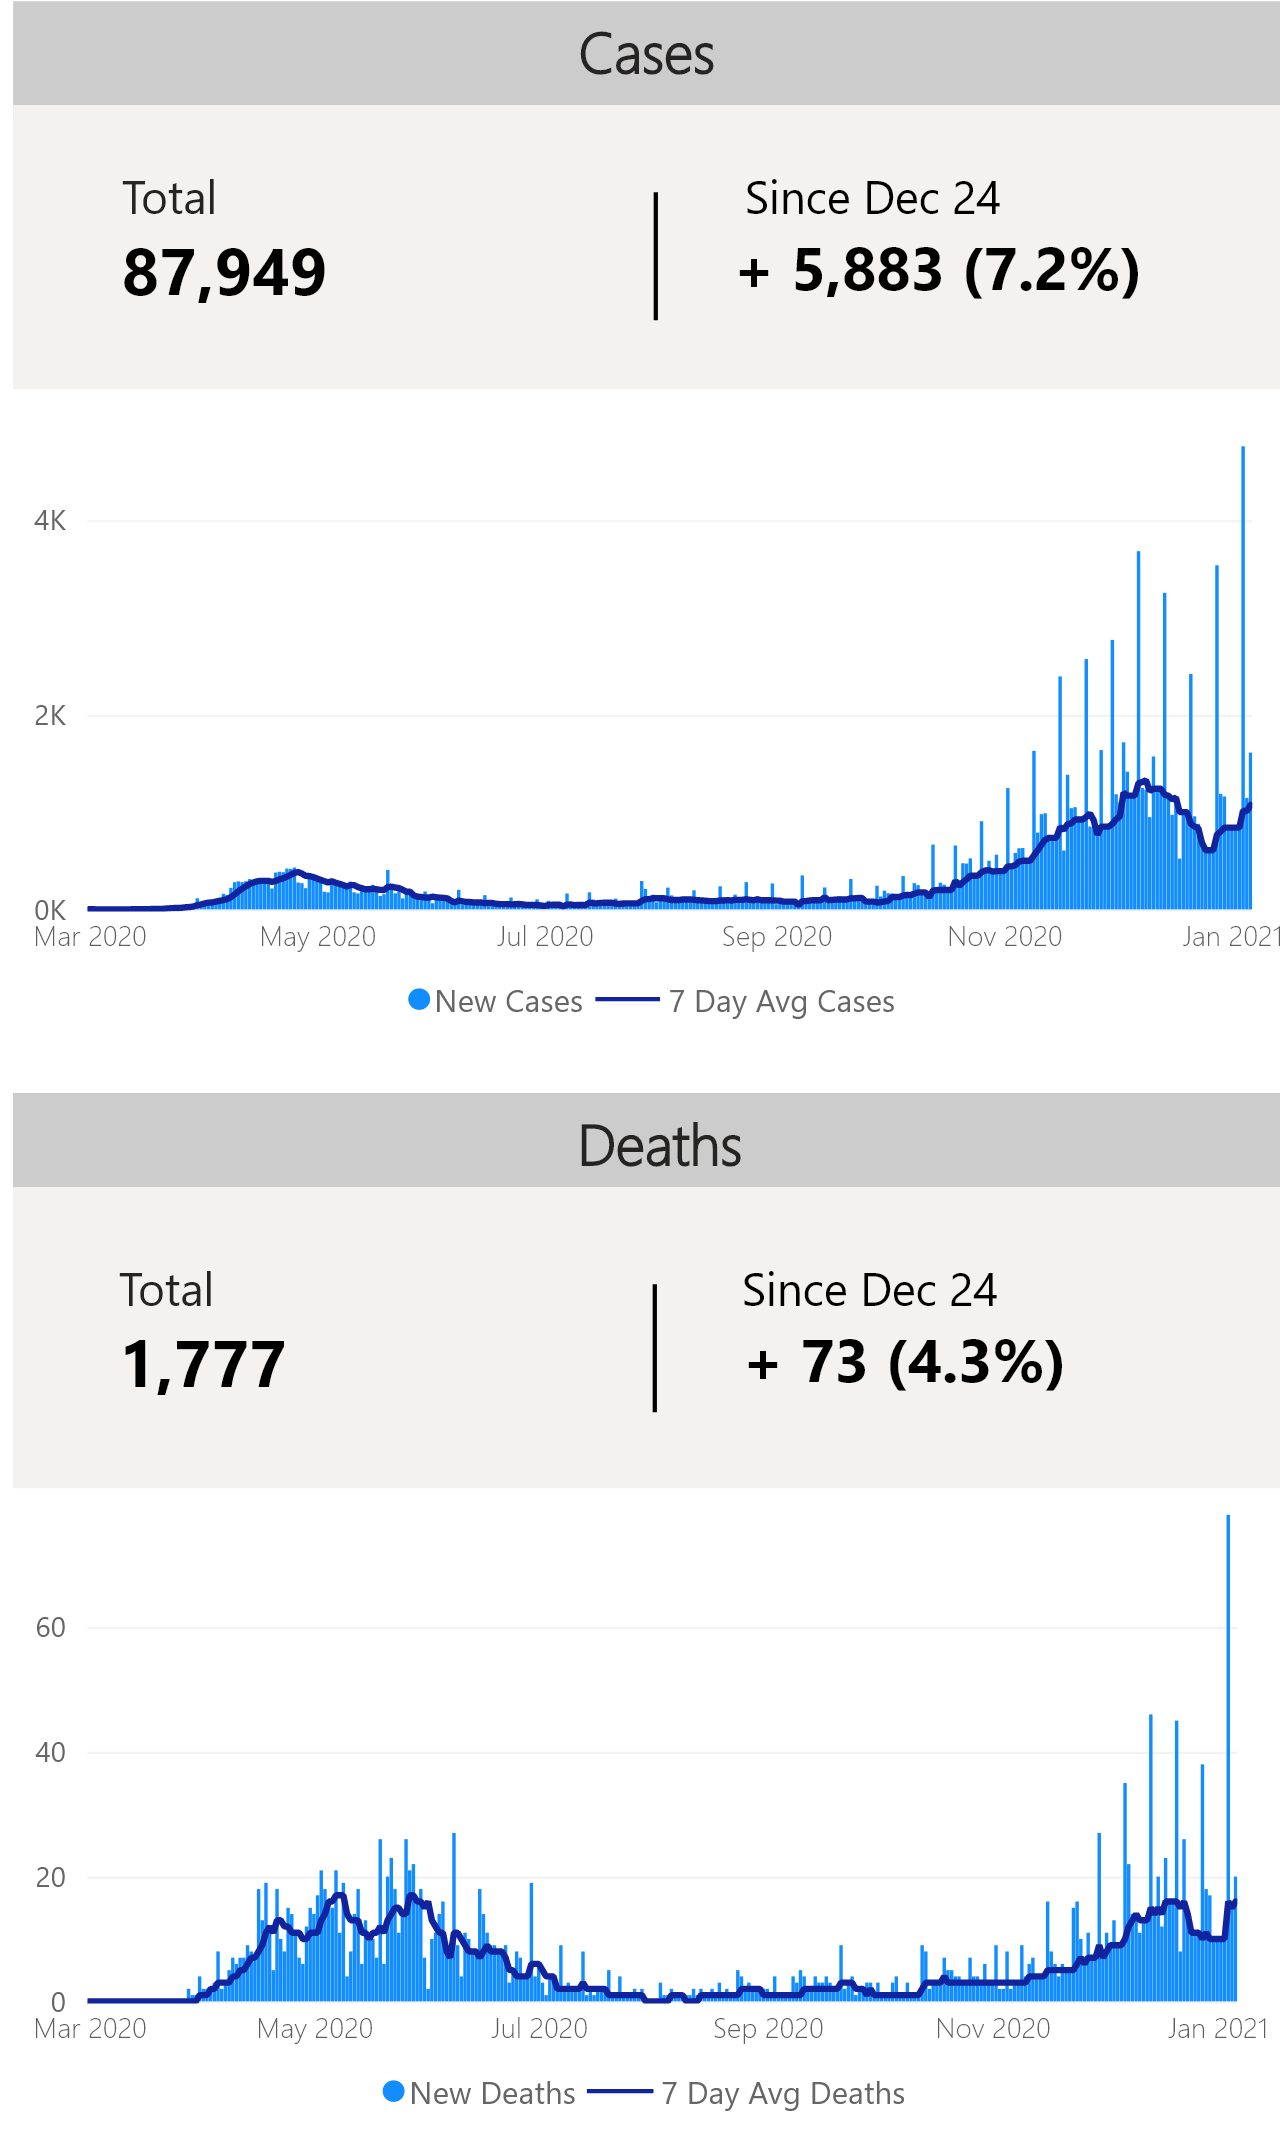 Cases
Total
Since Dec 24
87,949
+ 5,883 (7.2%)
4K
2K
0K
Mar 2020 May 2020 Jul 2020 Sep 2020 Nov 2020 Jan 2021
New Cases 7 Day Avg Cases
Deaths
Total
Since Dec 24
1,777
+ 73 (4.3%)
60
40
20
0
Mar 2020 May 2020 Jul 2020 Sep 2020 Nov 2020 Jan 2021
New Deaths 7 Day Avg Deaths